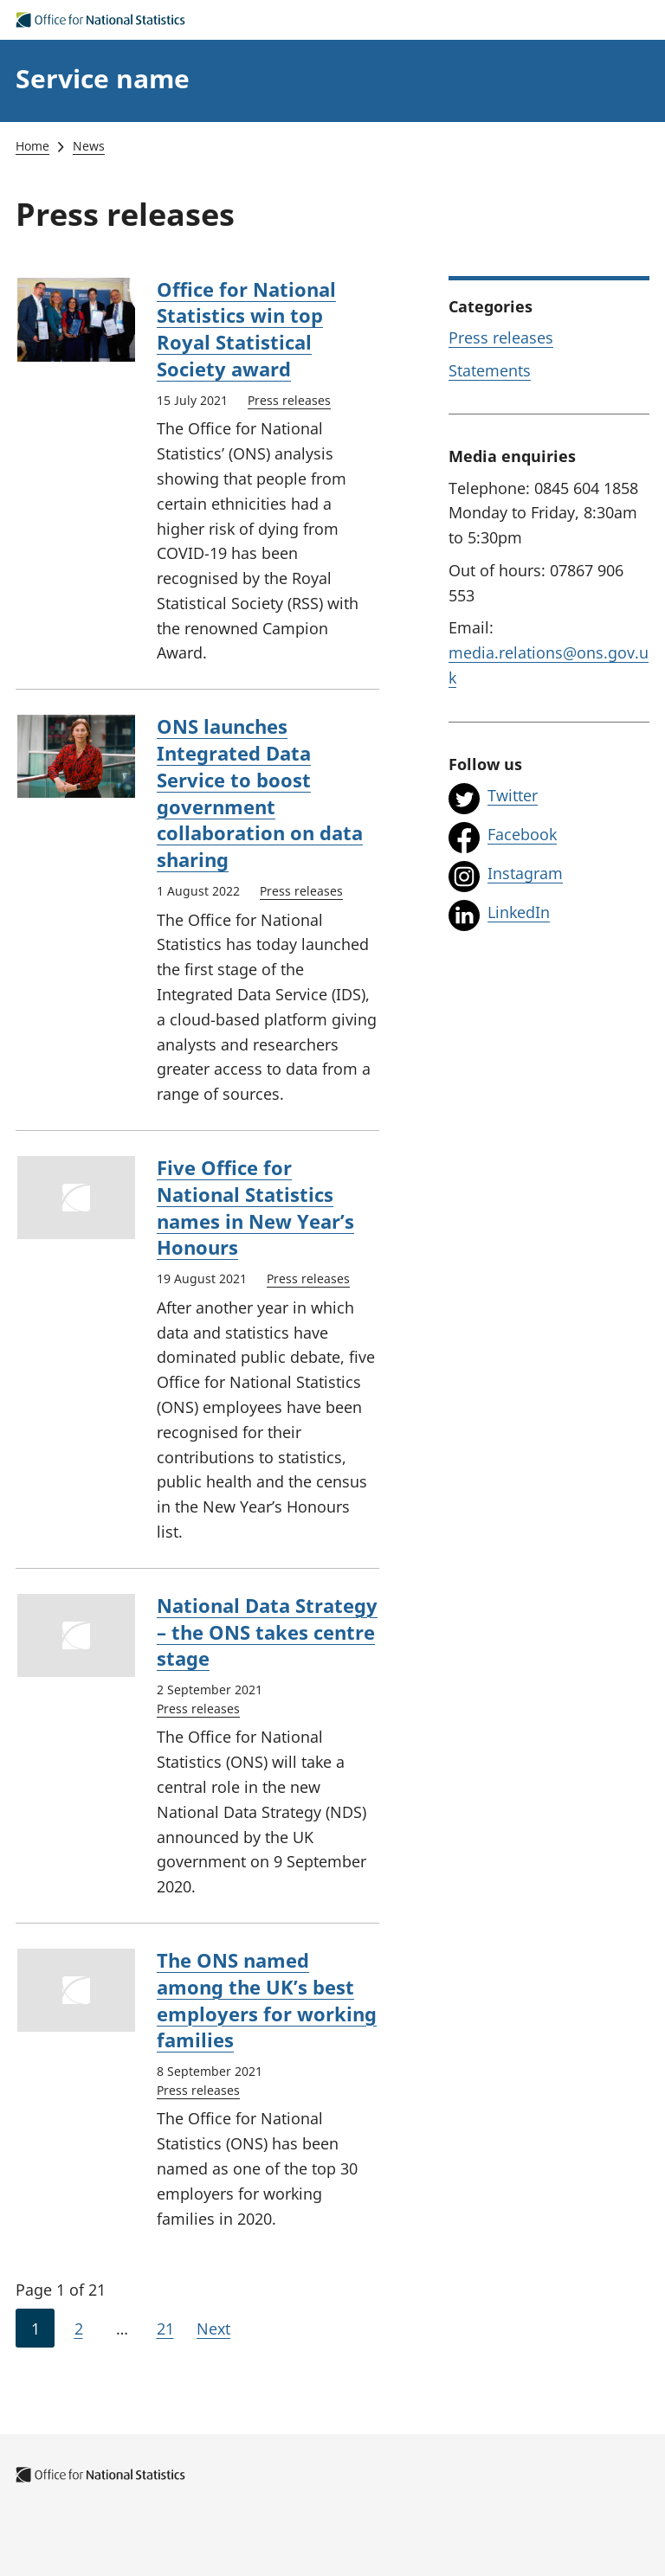 Office for National Statistics
Service name
Home
News
Press releases
Office for National
Statistics win top
Royal Statistical
Society award
15 July 2021 Press releases
The Office for National
Statistics’ (ONS) analysis
showing that people from
certain ethnicities had a
higher risk of dying from
COVID-19 has been
recognised by the Royal
Statistical Society (RSS) with
the renowned Campion
Award.
ONS launches
Integrated Data
Service to boost
government
collaboration on data
sharing
1 August 2022 Press releases
The Office for National
Statistics has today launched
the first stage of the
Integrated Data Service (IDS),
a cloud-based platform giving
analysts and researchers
greater access to data from a
range of sources.
Five Office for
National Statistics
names in New Year’s
Honours
19 August 2021 Press releases
After another year in which
data and statistics have
dominated public debate, five
Office for National Statistics
(ONS) employees have been
recognised for their
contributions to statistics,
public health and the census
in the New Year’s Honours
list.
National Data Strategy
– the ONS takes centre
stage
2 September 2021
Press releases
The Office for National
Statistics (ONS) will take a
central role in the new
National Data Strategy (NDS)
announced by the UK
government on 9 September
2020.
The ONS named
among the UK’s best
employers for working
families
8 September 2021
Press releases
The Office for National
Statistics (ONS) has been
named as one of the top 30
employers for working
families in 2020.
Page 1 of 21
1 2 … 21 Next
Categories
Press releases
Statements
Media enquiries
Telephone: 0845 604 1858
Monday to Friday, 8:30am
to 5:30pm
Out of hours: 07867 906
553
Email:
media.relations@ons.gov.u
k
Follow us
Twitter
Facebook
Instagram
LinkedIn
Office for National Statistics